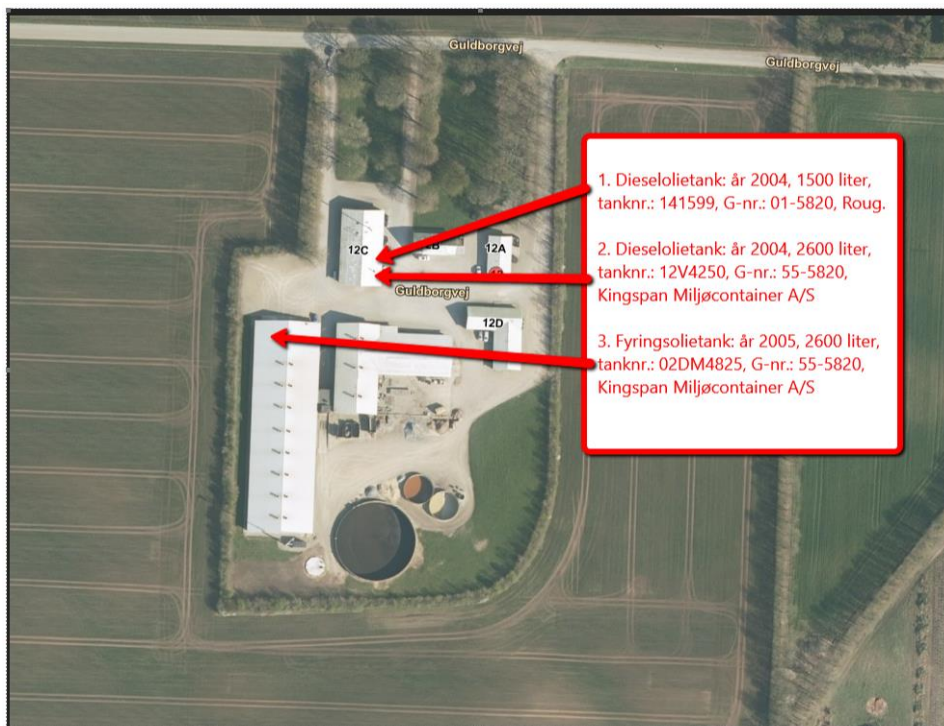 Guldborgvej
Guldborgvej
1. Dieselolietank: år 2004, 1500 liter,
tanknr.: 141599, G-nr.: 01-5820, Roug.
12C
12B
12A
2. Dieselolietank: år 2004, 2600 liter,
tanknr.: 12V4250, G-nr.: 55-5820,
Kingspan Miljøcontainer A/S
Guldborgvej
12D
3. Fyringsolietank: år 2005, 2600 liter,
tanknr.: 02DM4825, G-nr.: 55-5820,
Kingspan Miljøcontainer A/S